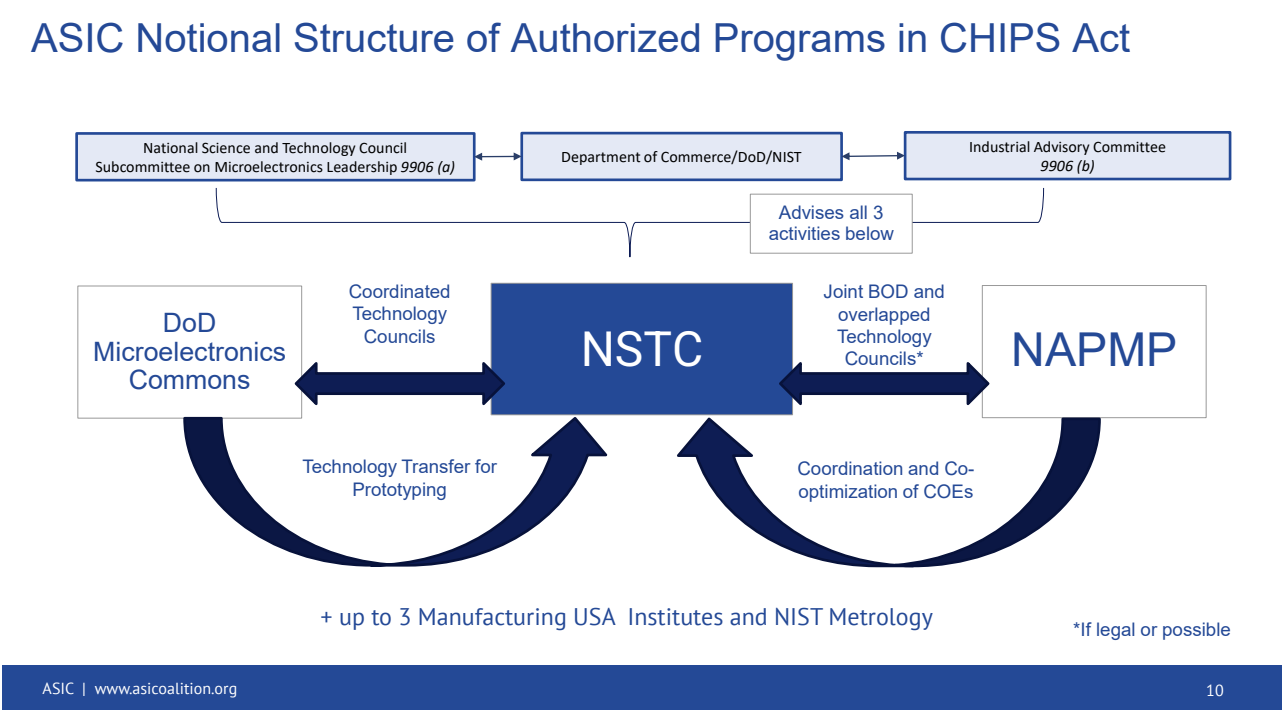 ASIC Notional Structure of Authorized Programs in CHIPS Act
National Science and Technology Council
Subcommittee on Microelectronics Leadership 9906 (a)
Department of Commerce/DoD/NIST
Industrial Advisory Committee
9906 (b)
Advises all 3
activities below
DoD
Microelectronics
Commons
Coordinated
Technology
Councils
NSTC
Joint BOD and
overlapped
Technology
Councils*
NAPMP
Technology Transfer for
Prototyping
Coordination and Co-
optimization of COEs
+ up to 3 Manufacturing USA  Institutes and NIST Metrology
*If legal or possible
ASIC | www.asicoalition.org
10